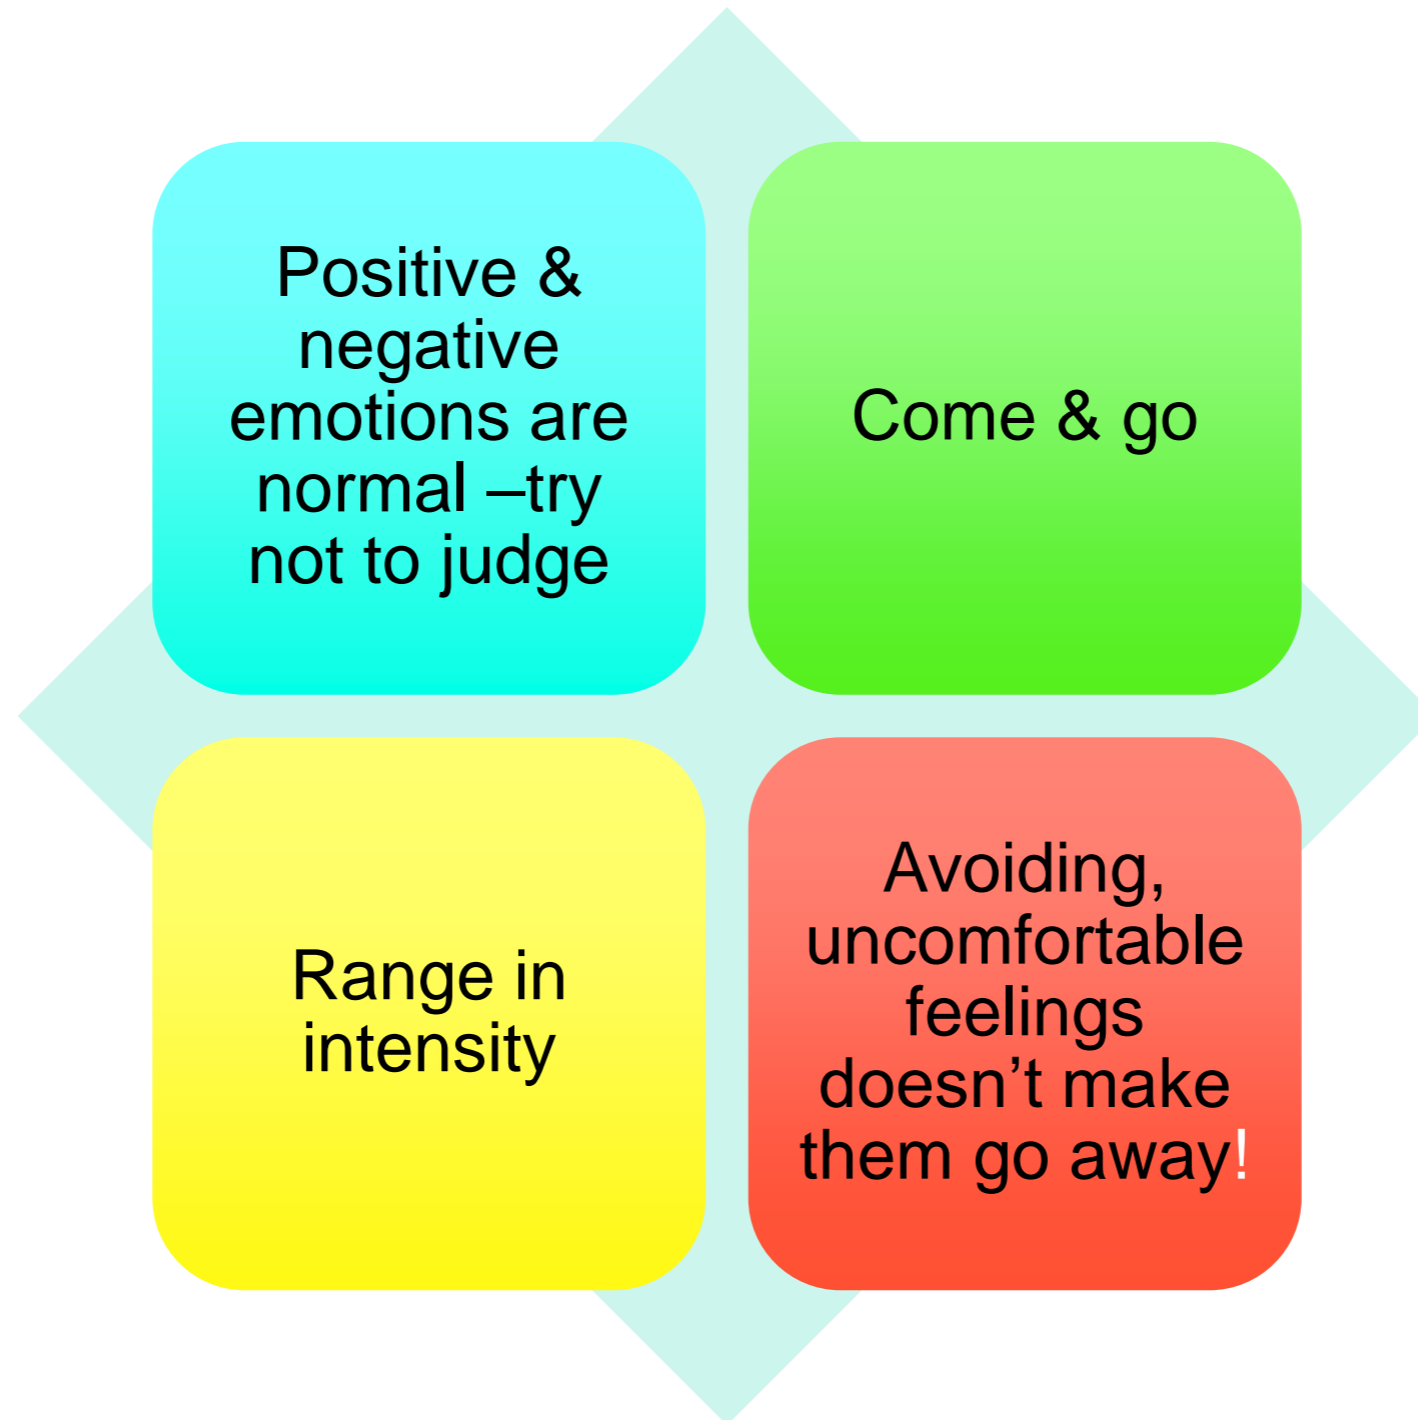 Positive &
negative
emotions are
normal –try
not to judge
Come & go
Range in
intensity
Avoiding,
uncomfortable
feelings
doesn’t make
them go away!